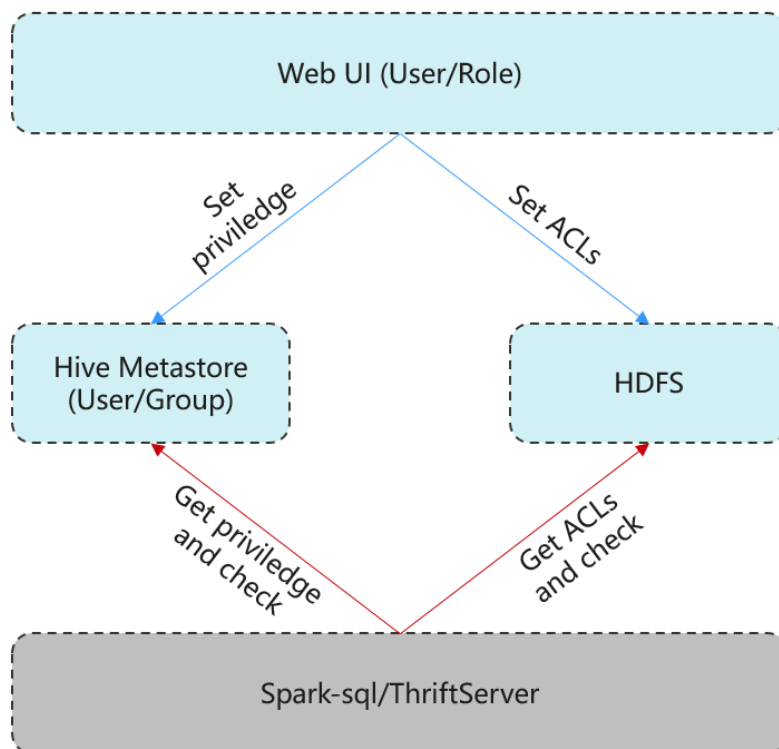 Web UI (User/Role)
Set
priviledge
Set ACLs
Hive Metastore
(User/Group)
HDFS
Get priviledge
and check
Get ACLs
and check
Spark-sql/ThriftServer